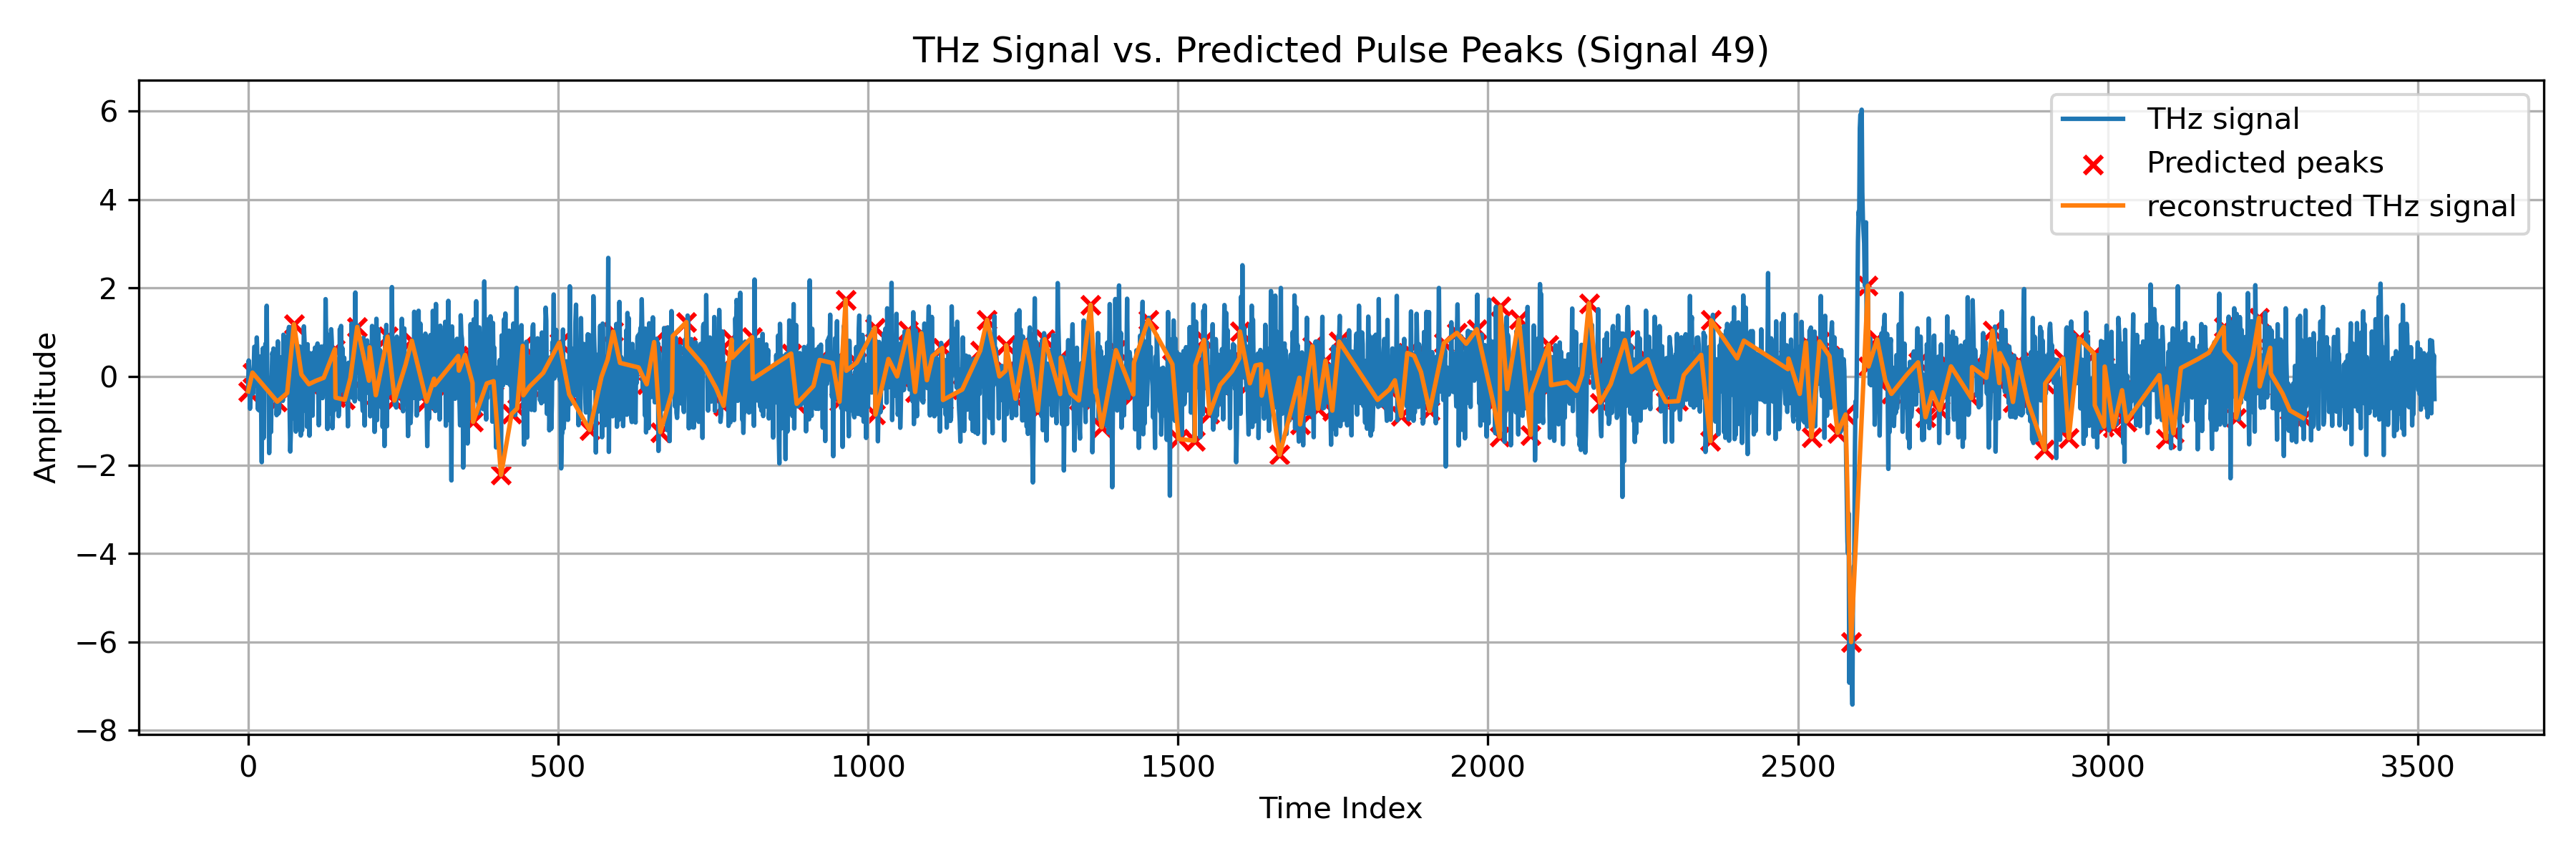 THz Signal vs. Predicted Pulse Peaks (Signal 49)
THz signal
Predicted peaks
reconstructed THz signal
Amplitude
6
4
2
0
−2
−4
−6
−8
0 500 1000 1500 2000 2500 3000 3500
Time Index